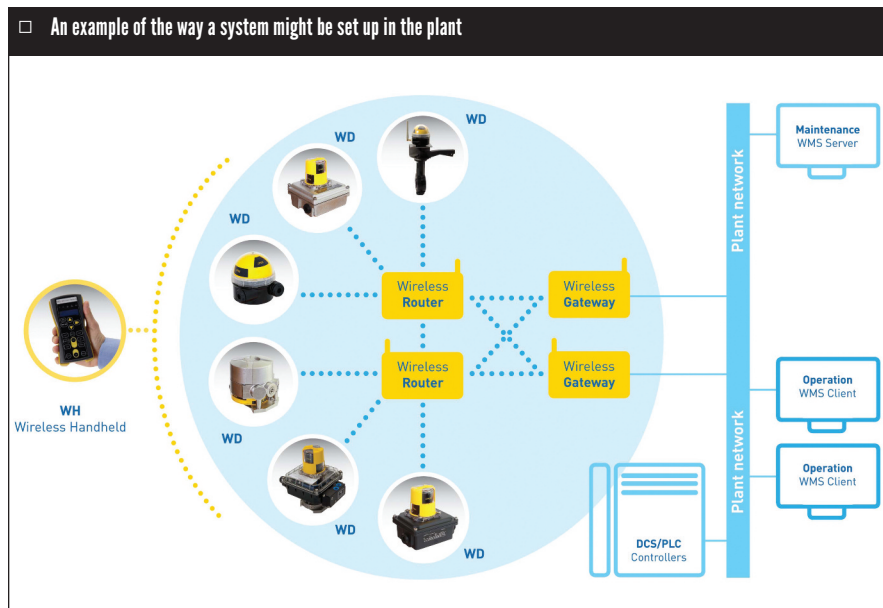 An example of the way a system might be set up in the plant
WD
WD
WD
WD
WD
WD
WH
Wireless Handheld
Wireless
Router
Wireless
Router
Wireless
Gateway
Wireless
Gateway
Plant network
Plant network
Maintenance
WMS Server
Operation
WMS Client
Operation
WMS Client
DCS/PLC
Controllers